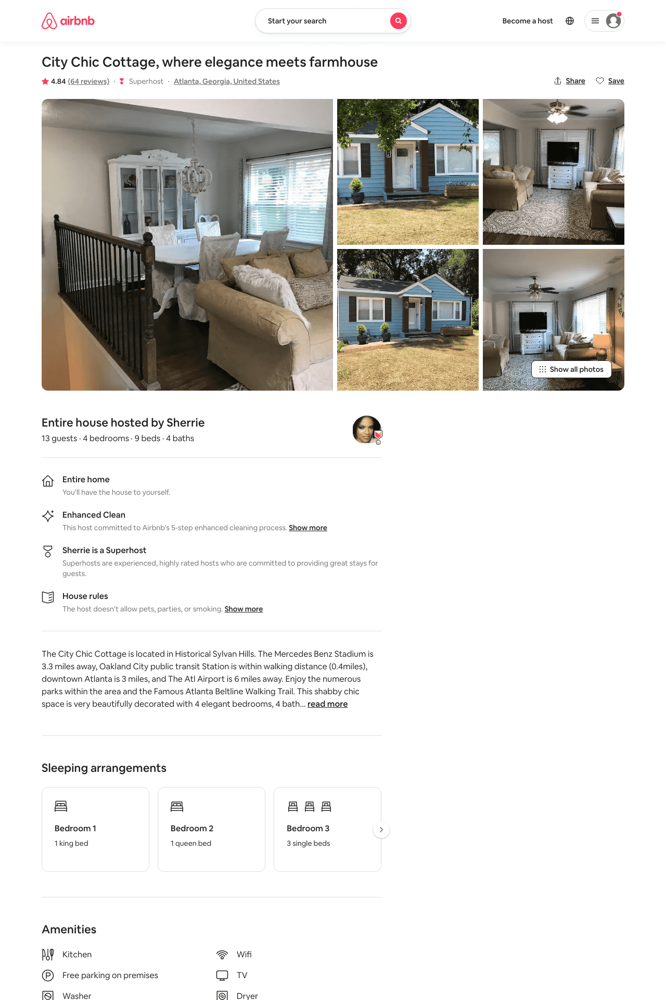 airbnb
Start your search
Become a host
City Chic Cottage, where elegance meets farmhouse
4.84 (64 reviews) · Superhost · Atlanta, Georgia, United States
Share
Save
Show all photos
Entire house hosted by Sherrie
13 guests · 4 bedrooms · 9 beds · 4 baths
Entire home
You’ll have the house to yourself.
Enhanced Clean
This host committed to Airbnb's 5-step enhanced cleaning process. Show more
Sherrie is a Superhost
Superhosts are experienced, highly rated hosts who are committed to providing great stays for
guests.
House rules
The host doesn’t allow pets, parties, or smoking. Show more
The City Chic Cottage is located in Historical Sylvan Hills. The Mercedes Benz Stadium is
3.3 miles away, Oakland City public transit Station is within walking distance (0.4miles),
downtown Atlanta is 3 miles, and The Atl Airport is 6 miles away. Enjoy the numerous
parks within the area and the Famous Atlanta Beltline Walking Trail. This shabby chic
space is very beautifully decorated with 4 elegant bedrooms, 4 bath... read more
Sleeping arrangements
Bedroom 1
1 king bed
Bedroom 2
1 queen bed
Bedroom 3
3 single beds
Amenities
Kitchen
Wifi
Free parking on premises
TV
Washer
Dryer